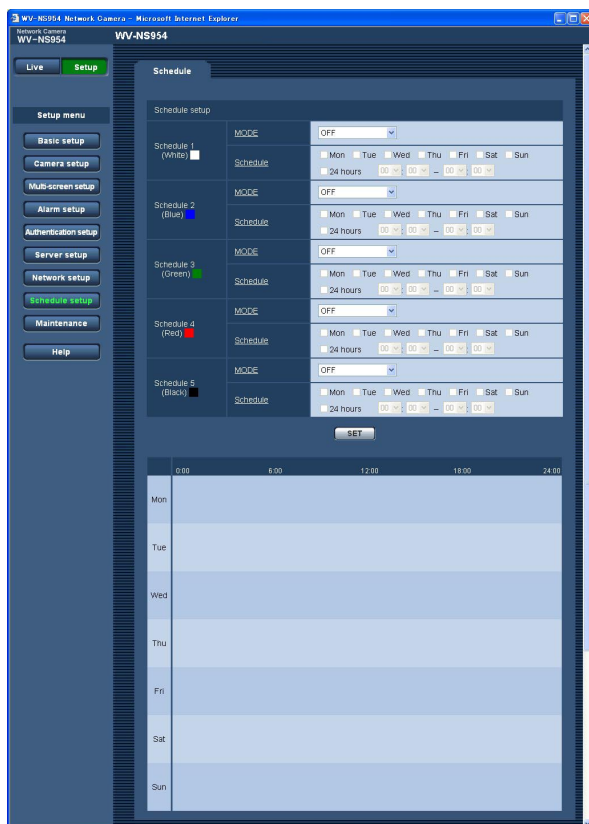 WV-NS954 Network Camera - Microsoft Internet Explorer
Network Camera
WV-NS954
WV-NS954
Live
Setup
Schedule
Setup menu
Basic setup
Camera setup
Multi-screen setup
Alarm setup
Authentication setup
Server setup
Network setup
Schedule setup
Maintenance
Help
Schedule setup
Schedule 1
(White)
MODE
OFF
Schedule
Mon Tue Wed Thu Fri Sat Sun
24 hours 00 : 00 – 00 : 00
Schedule 2
(Blue)
MODE
OFF
Schedule
Mon Tue Wed Thu Fri Sat Sun
24 hours 00 : 00 – 00 : 00
Schedule 3
(Green)
MODE
OFF
Schedule
Mon Tue Wed Thu Fri Sat Sun
24 hours 00 : 00 – 00 : 00
Schedule 4
(Red)
MODE
OFF
Schedule
Mon Tue Wed Thu Fri Sat Sun
24 hours 00 : 00 – 00 : 00
Schedule 5
(Black)
MODE
OFF
Schedule
Mon Tue Wed Thu Fri Sat Sun
24 hours 00 : 00 – 00 : 00
SET
0:00 6:00 12:00 18:00 24:00
Mon
Tue
Wed
Thu
Fri
Sat
Sun